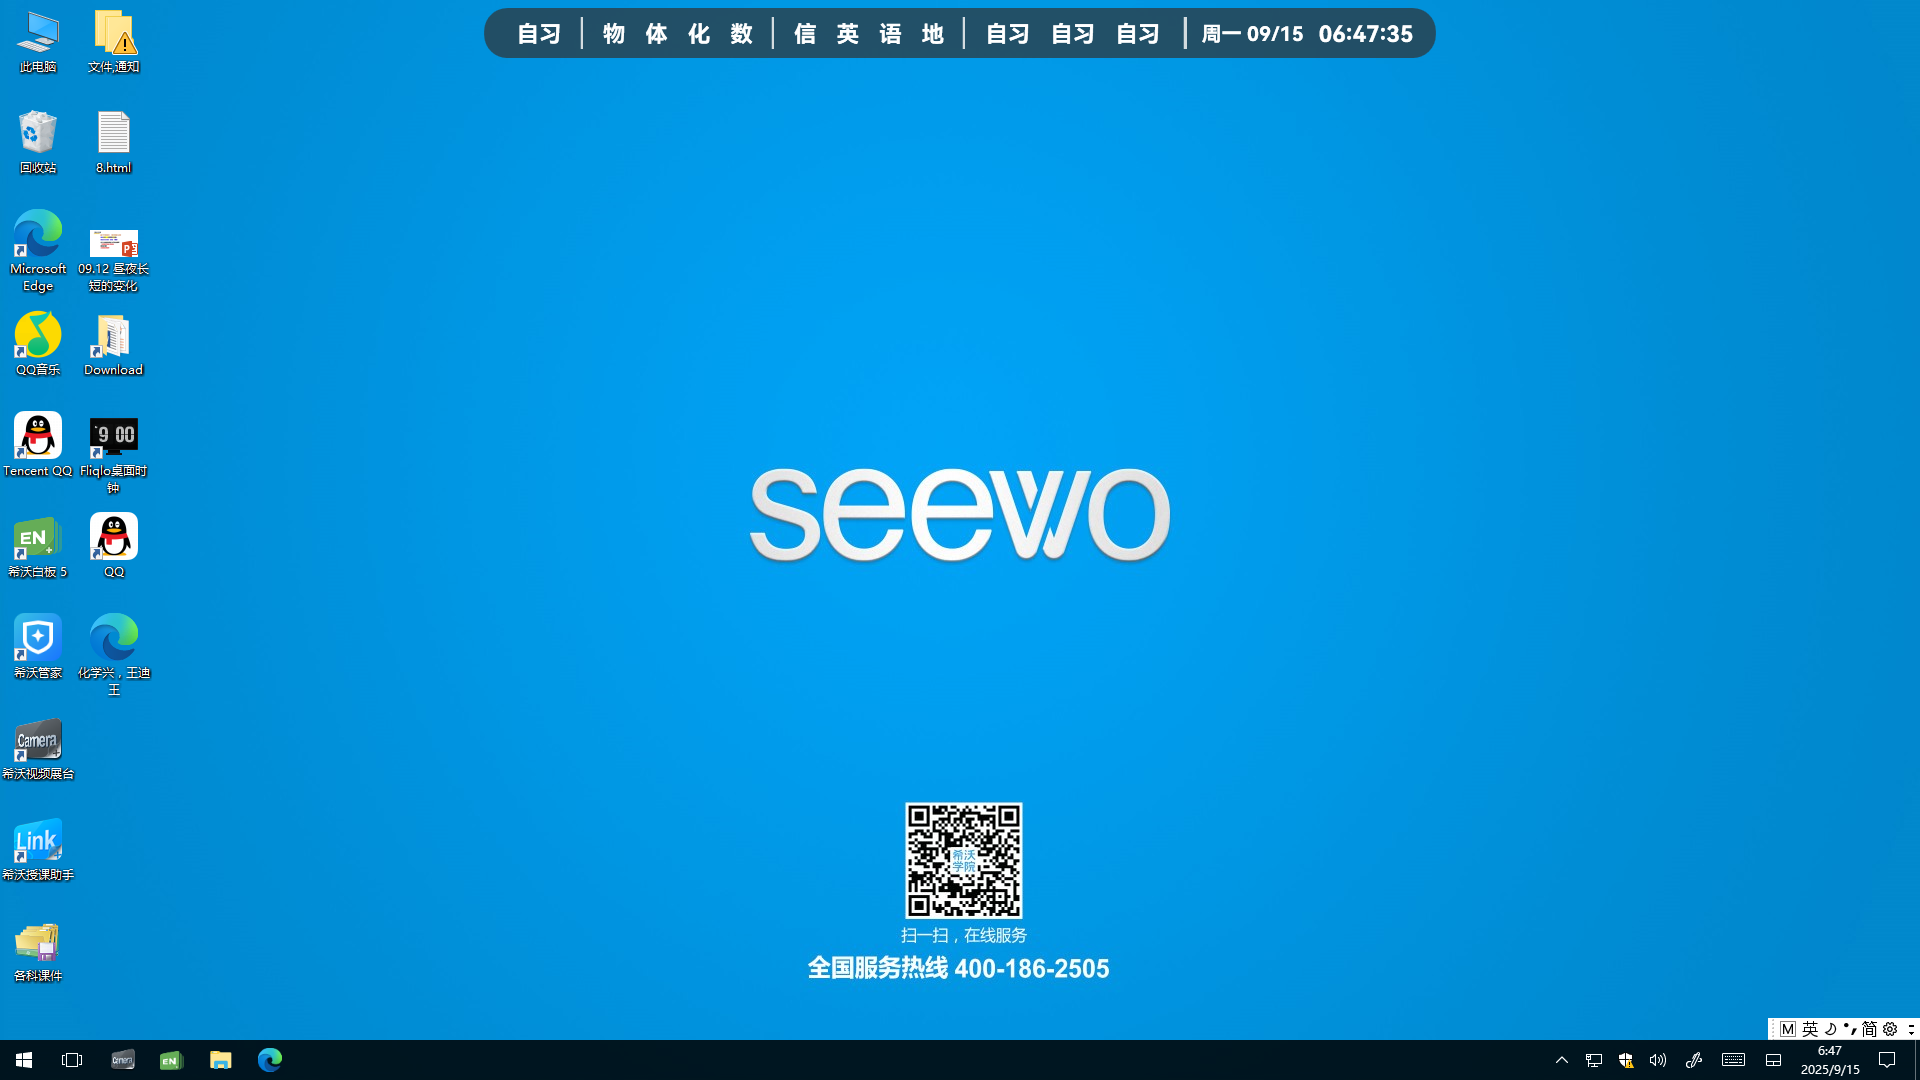 自习 物 体 化 数 信 英 语 地 自习 自习 自习 周一 09/15 06:47:35
此电脑
文件,通知
回收站
8.html
Microsoft Edge
09.12 昼夜长短的变化
QQ音乐
Download
Tencent QQ
9 00
Fliqlo桌面时钟
EN
希沃白板 5
QQ
希沃管家
化学兴，王迪王
Camera
希沃视频展台
Link
希沃授课助手
各科课件
seewo
希沃
学院
扫一扫，在线服务
全国服务热线 400-186-2505
M 英 简
Camera
EN
6:47
2025/9/15